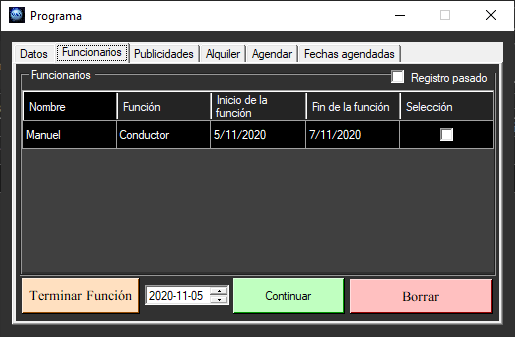 Programa
Datos Funcionarios Publicidades Alquiler Agendar Fechas agendadas
Funcionarios Registro pasado
Nombre Función Inicio de la función Fin de la función Selección
Manuel Conductor 5/11/2020 7/11/2020
Terminar Función 2020-11-05 Continuar Borrar